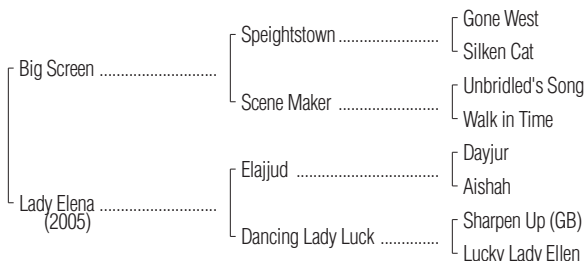 Gone West
Speightstown
Silken Cat
Big Screen
Unbridled's Song
Scene Maker
Walk in Time
Dayjur
Elajjud
Aishah
Lady Elena
(2005)
Sharpen Up (GB)
Dancing Lady Luck
Lucky Lady Ellen